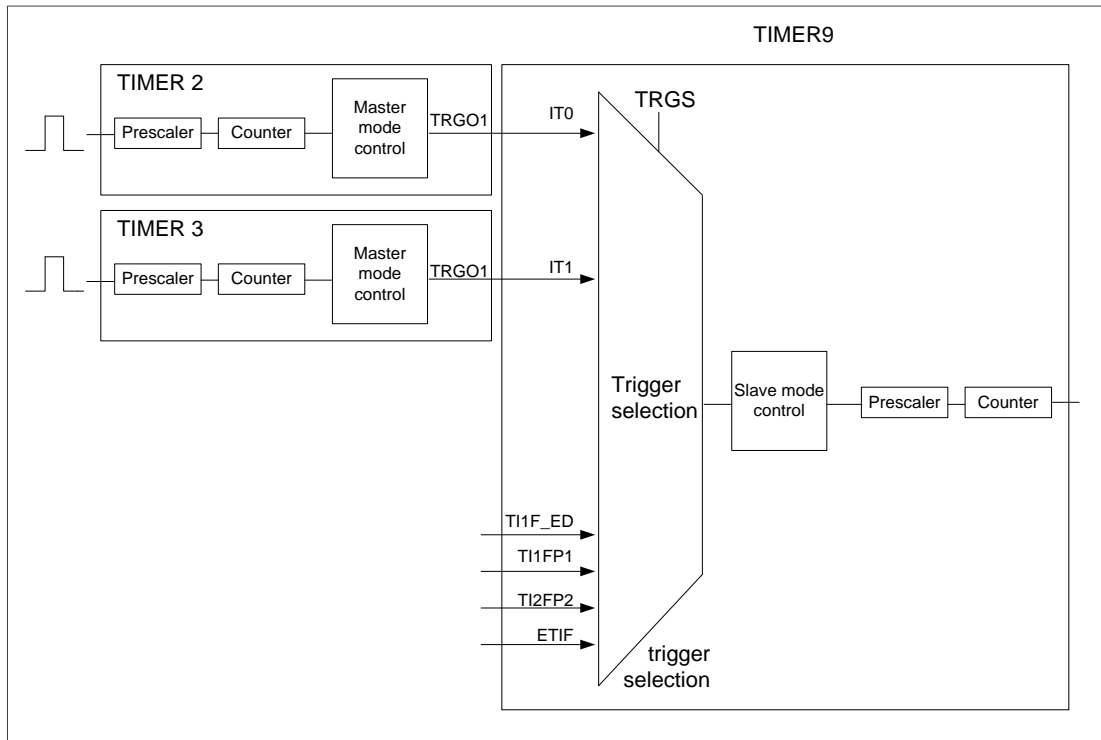 TIMER9
TIMER 2
Prescaler
Counter
Master
mode
control
TRGO1
IT0
TRGS
TIMER 3
Prescaler
Counter
Master
mode
control
TRGO1
IT1
Trigger
selection
Slave mode
control
Prescaler
Counter
TI1F_ED
TI1FP1
TI2FP2
ETIF
trigger
selection